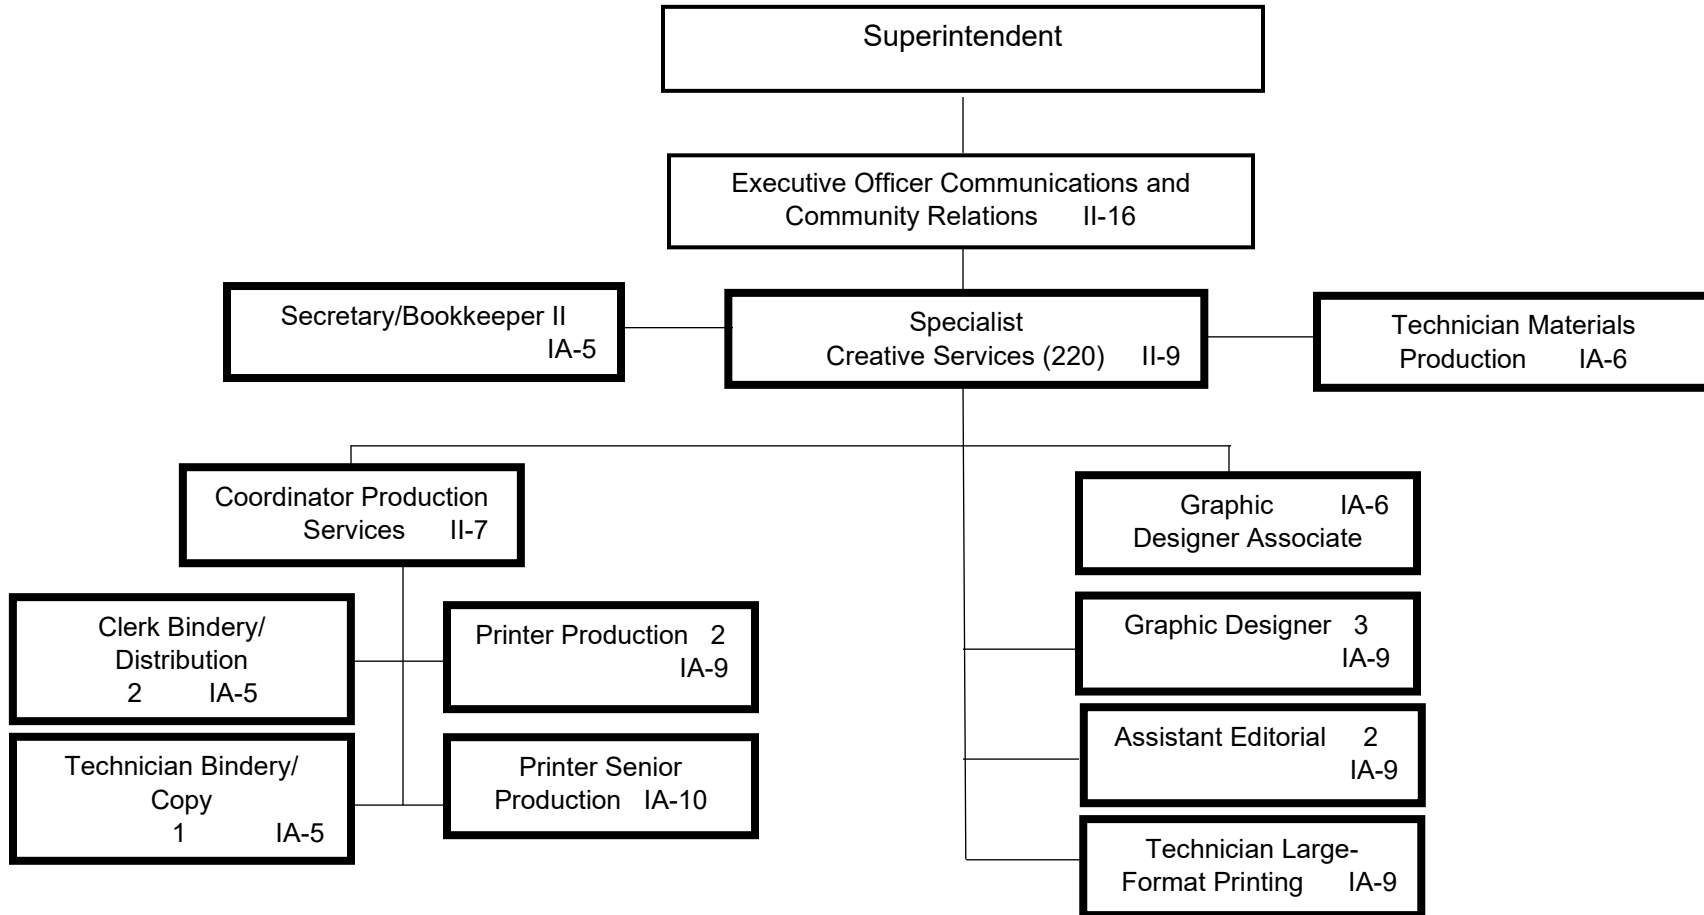 Superintendent
Executive Officer Communications and
Community Relations II-16
Secretary/Bookkeeper II
IA-5
Specialist
Creative Services (220) II-9
Technician Materials
Production IA-6
Coordinator Production
Services II-7
Graphic IA-6
Designer Associate
Clerk Bindery/
Distribution
2 IA-5
Printer Production 2
IA-9
Graphic Designer 3
IA-9
Technician Bindery/
Copy
1 IA-5
Printer Senior
Production IA-10
Assistant Editorial 2
IA-9
Technician Large-
Format Printing IA-9